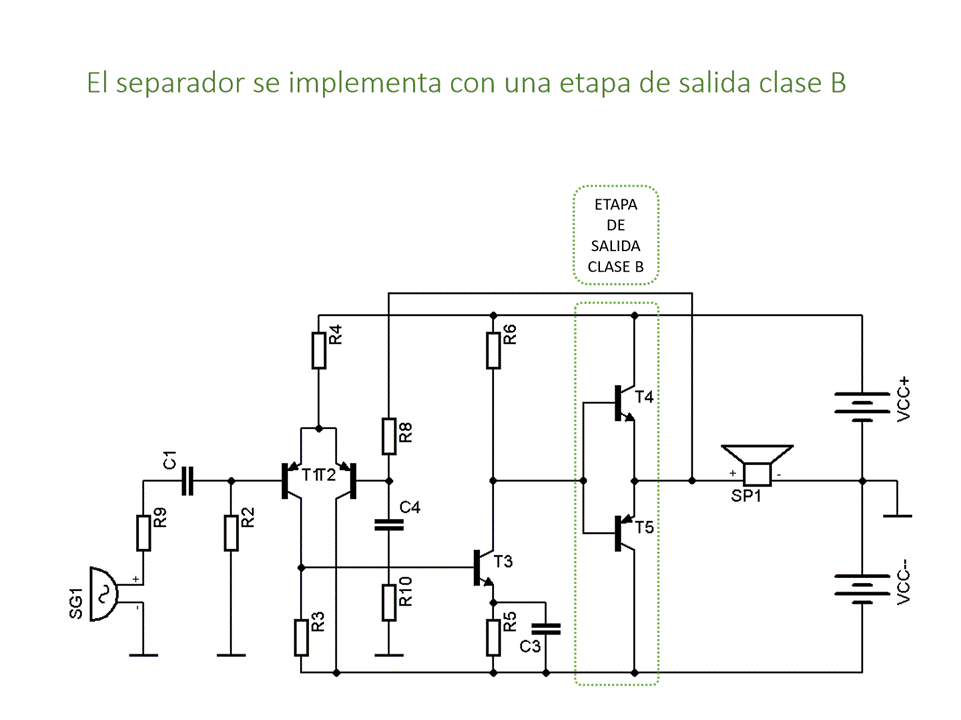 El separador se implementa con una etapa de salida clase B
ETAPA
DE
SALIDA
CLASE B
R4
R6
T4
VCC+
R8
C1
T1
T2
+
-
SP1
R9
R2
C4
T5
T3
SG1
+
-
R10
R3
R5
C3
VCC--